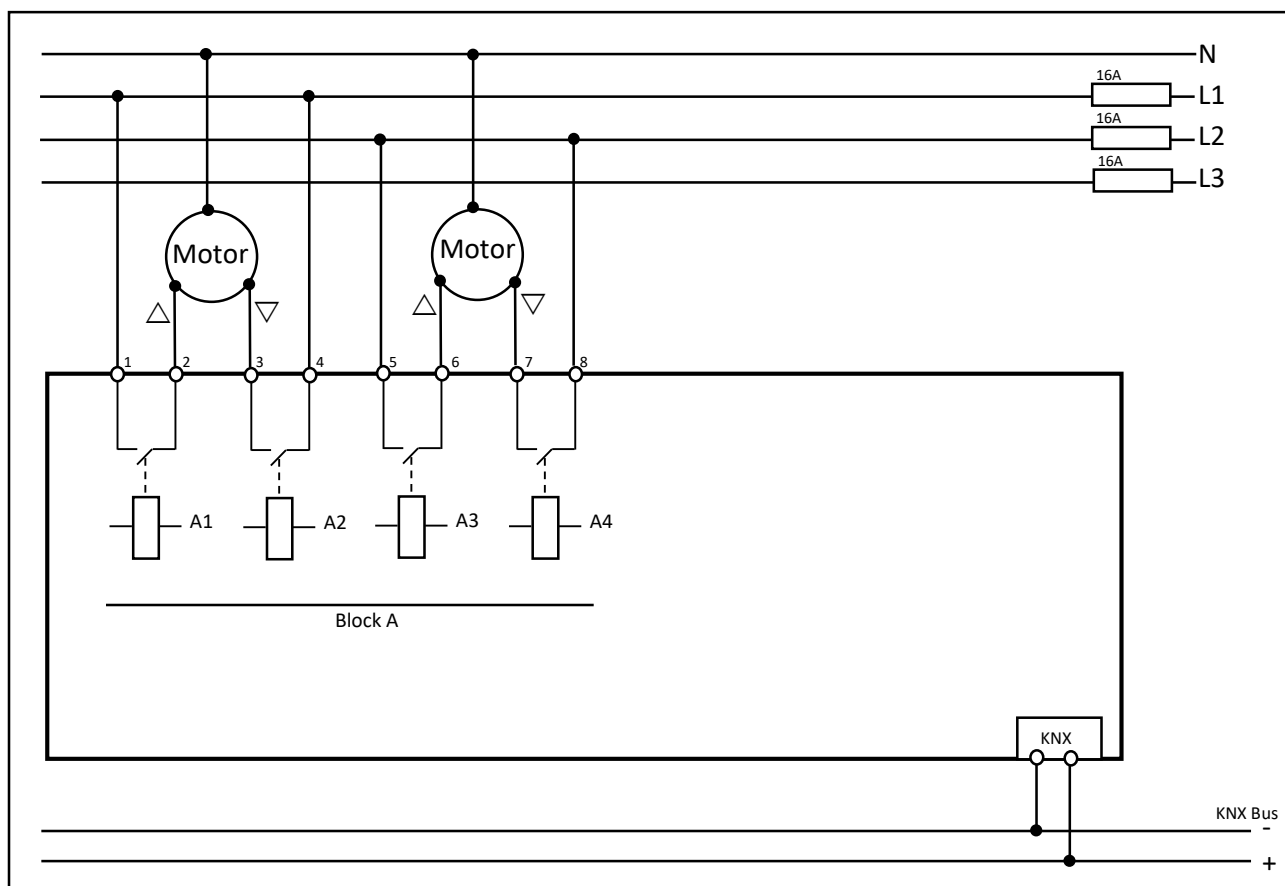 N
16A
L1
16A
L2
16A
L3
Motor
Motor
1 2 3 4 5 6 7 8
A1 A2 A3 A4
Block A
KNX
KNX Bus
-
+